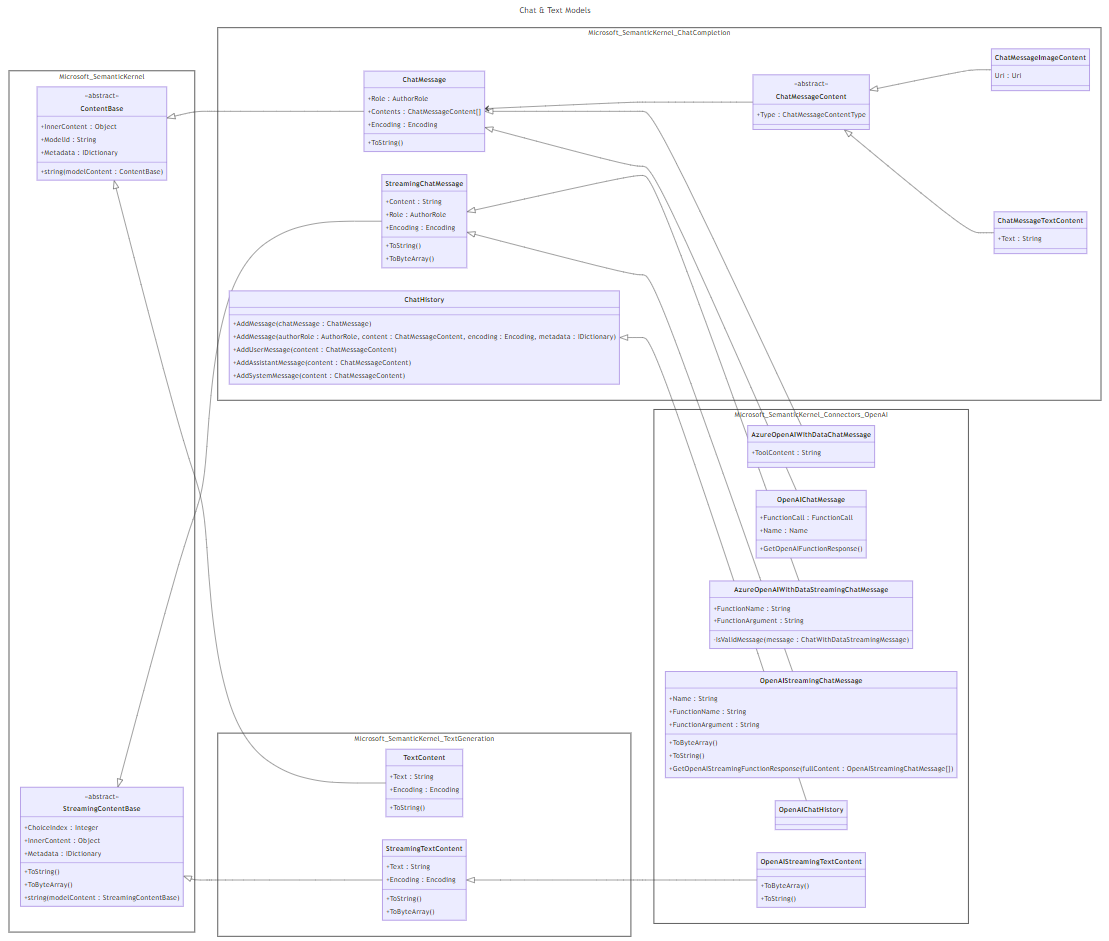 Chat & Text Models
Microsoft_SemanticKernel_ChatCompletion
Microsoft_SemanticKernel
«abstract»
ContentBase
+InnerContent : Object
+ModelId : String
+Metadata : IDictionary
+string(modelContent : ContentBase)
ChatMessage
+Role : AuthorRole
+Contents : ChatMessageContent[]
+Encoding : Encoding
+ToString()
«abstract»
ChatMessageContent
+Type : ChatMessageContentType
ChatMessageImageContent
Uri : Uri
StreamingChatMessage
+Content : String
+Role : AuthorRole
+Encoding : Encoding
+ToString()
+ToByteArray()
ChatMessageTextContent
+Text : String
ChatHistory
+AddMessage(chatMessage : ChatMessage)
+AddMessage(authorRole : AuthorRole, content : ChatMessageContent, encoding : Encoding, metadata : IDictionary)
+AddUserMessage(content : ChatMessageContent)
+AddAssistantMessage(content : ChatMessageContent)
+AddSystemMessage(content : ChatMessageContent)
Microsoft_SemanticKernel_Connectors_OpenAI
AzureOpenAIWithDataChatMessage
+ToolContent : String
OpenAIChatMessage
+FunctionCall : FunctionCall
+Name : Name
+GetOpenAIFunctionResponse()
AzureOpenAIWithDataStreamingChatMessage
+FunctionName : String
+FunctionArgument : String
-IsValidMessage(message : ChatWithDataStreamingMessage)
OpenAIStreamingChatMessage
+Name : String
+FunctionName : String
+FunctionArgument : String
+ToByteArray()
+ToString()
+GetOpenAIStreamingFunctionResponse(fullContent : OpenAIStreamingChatMessage[])
OpenAIChatHistory
OpenAIStreamingTextContent
+ToByteArray()
+ToString()
Microsoft_SemanticKernel_TextGeneration
TextContent
+Text : String
+Encoding : Encoding
+ToString()
StreamingTextContent
+Text : String
+Encoding : Encoding
+ToString()
+ToByteArray()
«abstract»
StreamingContentBase
+ChoiceIndex : Integer
+InnerContent : Object
+Metadata : IDictionary
+ToString()
+ToByteArray()
+string(modelContent : StreamingContentBase)